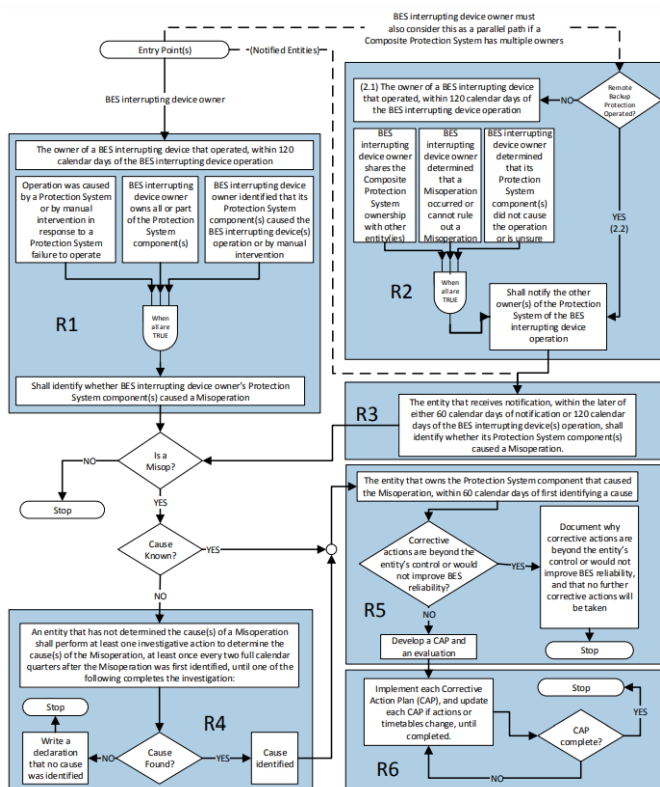 BES interrupting device owner must
also consider this as a parallel path if a
Composite Protection System has multiple owners
Entry Point(s)
(Notified Entities)
BES interrupting device owner
The owner of a BES interrupting device that operated, within 120
calendar days of the BES interrupting device operation
Operation was caused
by a Protection System
or by manual
intervention in
response to a
Protection System
failure to operate
BES interrupting
device owner
owns all or part
of the Protection
System
component(s)
BES interrupting device
owner identified that its
Protection System
component(s) caused the
BES interrupting device(s)
operation or by manual
intervention
When
all are
TRUE
R1
Shall identify whether BES interrupting device owner's Protection
System component(s) caused a Misoperation
(2.1) The owner of a BES interrupting device
that operated, within 120 calendar days of
the BES interrupting device operation
NO
Remote
Backup
Protection
Operated?
BES
interrupting
device owner
shares the
Composite
Protection
System
ownership
with other
entity(ies)
BES
interrupting
device owner
determined
that a
Misoperation
occurred or
cannot rule
out a
Misoperation
BES interrupting
device owner
determined that
its Protection
System
component(s)
did not cause
the operation
or is unsure
YES
(2.2)
R2
When
all are
TRUE
Shall notify the other
owner(s) of the Protection
System of the BES
interrupting device
operation
R3
The entity that receives notification, within the later of
either 60 calendar days of notification or 120 calendar
days of the BES interrupting device(s) operation, shall
identify whether its Protection System component(s)
caused a Misoperation.
Is a
Misop?
NO
Stop
YES
Cause
Known?
YES
NO
The entity that owns the Protection System component that caused
the Misoperation, within 60 calendar days of first identifying a cause
Corrective
actions are beyond
the entity's control or would
not improve BES
reliability?
YES
Document why
corrective actions are
beyond the entity's
control or would not
improve BES reliability,
and that no further
corrective actions will
be taken
R5
NO
Stop
Develop a CAP and
an evaluation
An entity that has not determined the cause(s) of a Misoperation
shall perform at least one investigative action to determine the
cause(s) of the Misoperation, at least once every two full calendar
quarters after the Misoperation was first identified, until one of the
following completes the investigation:
Stop
R4
Write a
declaration
that no
cause was
identified
NO
Cause
Found?
YES
Cause
identified
Implement each Corrective
Action Plan (CAP), and update
each CAP if actions or
timetables change, until
completed.
Stop
YES
CAP
complete?
NO
R6